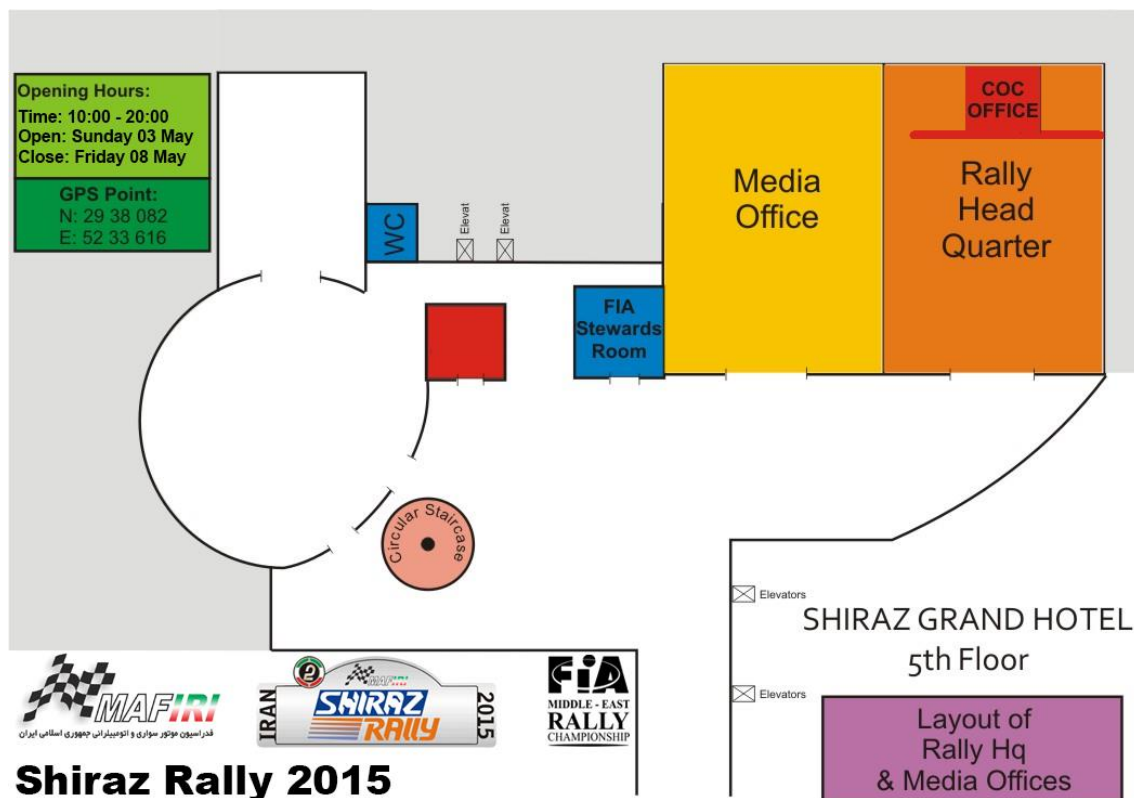 Opening Hours:
Time: 10:00 - 20:00
Open: Sunday 03 May
Close: Friday 08 May
GPS Point:
N: 29 38 082
E: 52 33 616
WC
Elevat
Elevat
FIA
Stewards
Room
Media
Office
COC
OFFICE
Rally
Head
Quarter
Circular Staircase
Elevators
Elevators
SHIRAZ GRAND HOTEL
5th Floor
Layout of
Rally Hq
& Media Offices
MAFIRI
فدراسیون موتور سواری و اتومبیلرانی جمهوری اسلامی ایران
IRAN
MAFIRI
SHIRAZ
RALLY
2015
FIA
MIDDLE-EAST
RALLY
CHAMPIONSHIP
Shiraz Rally 2015